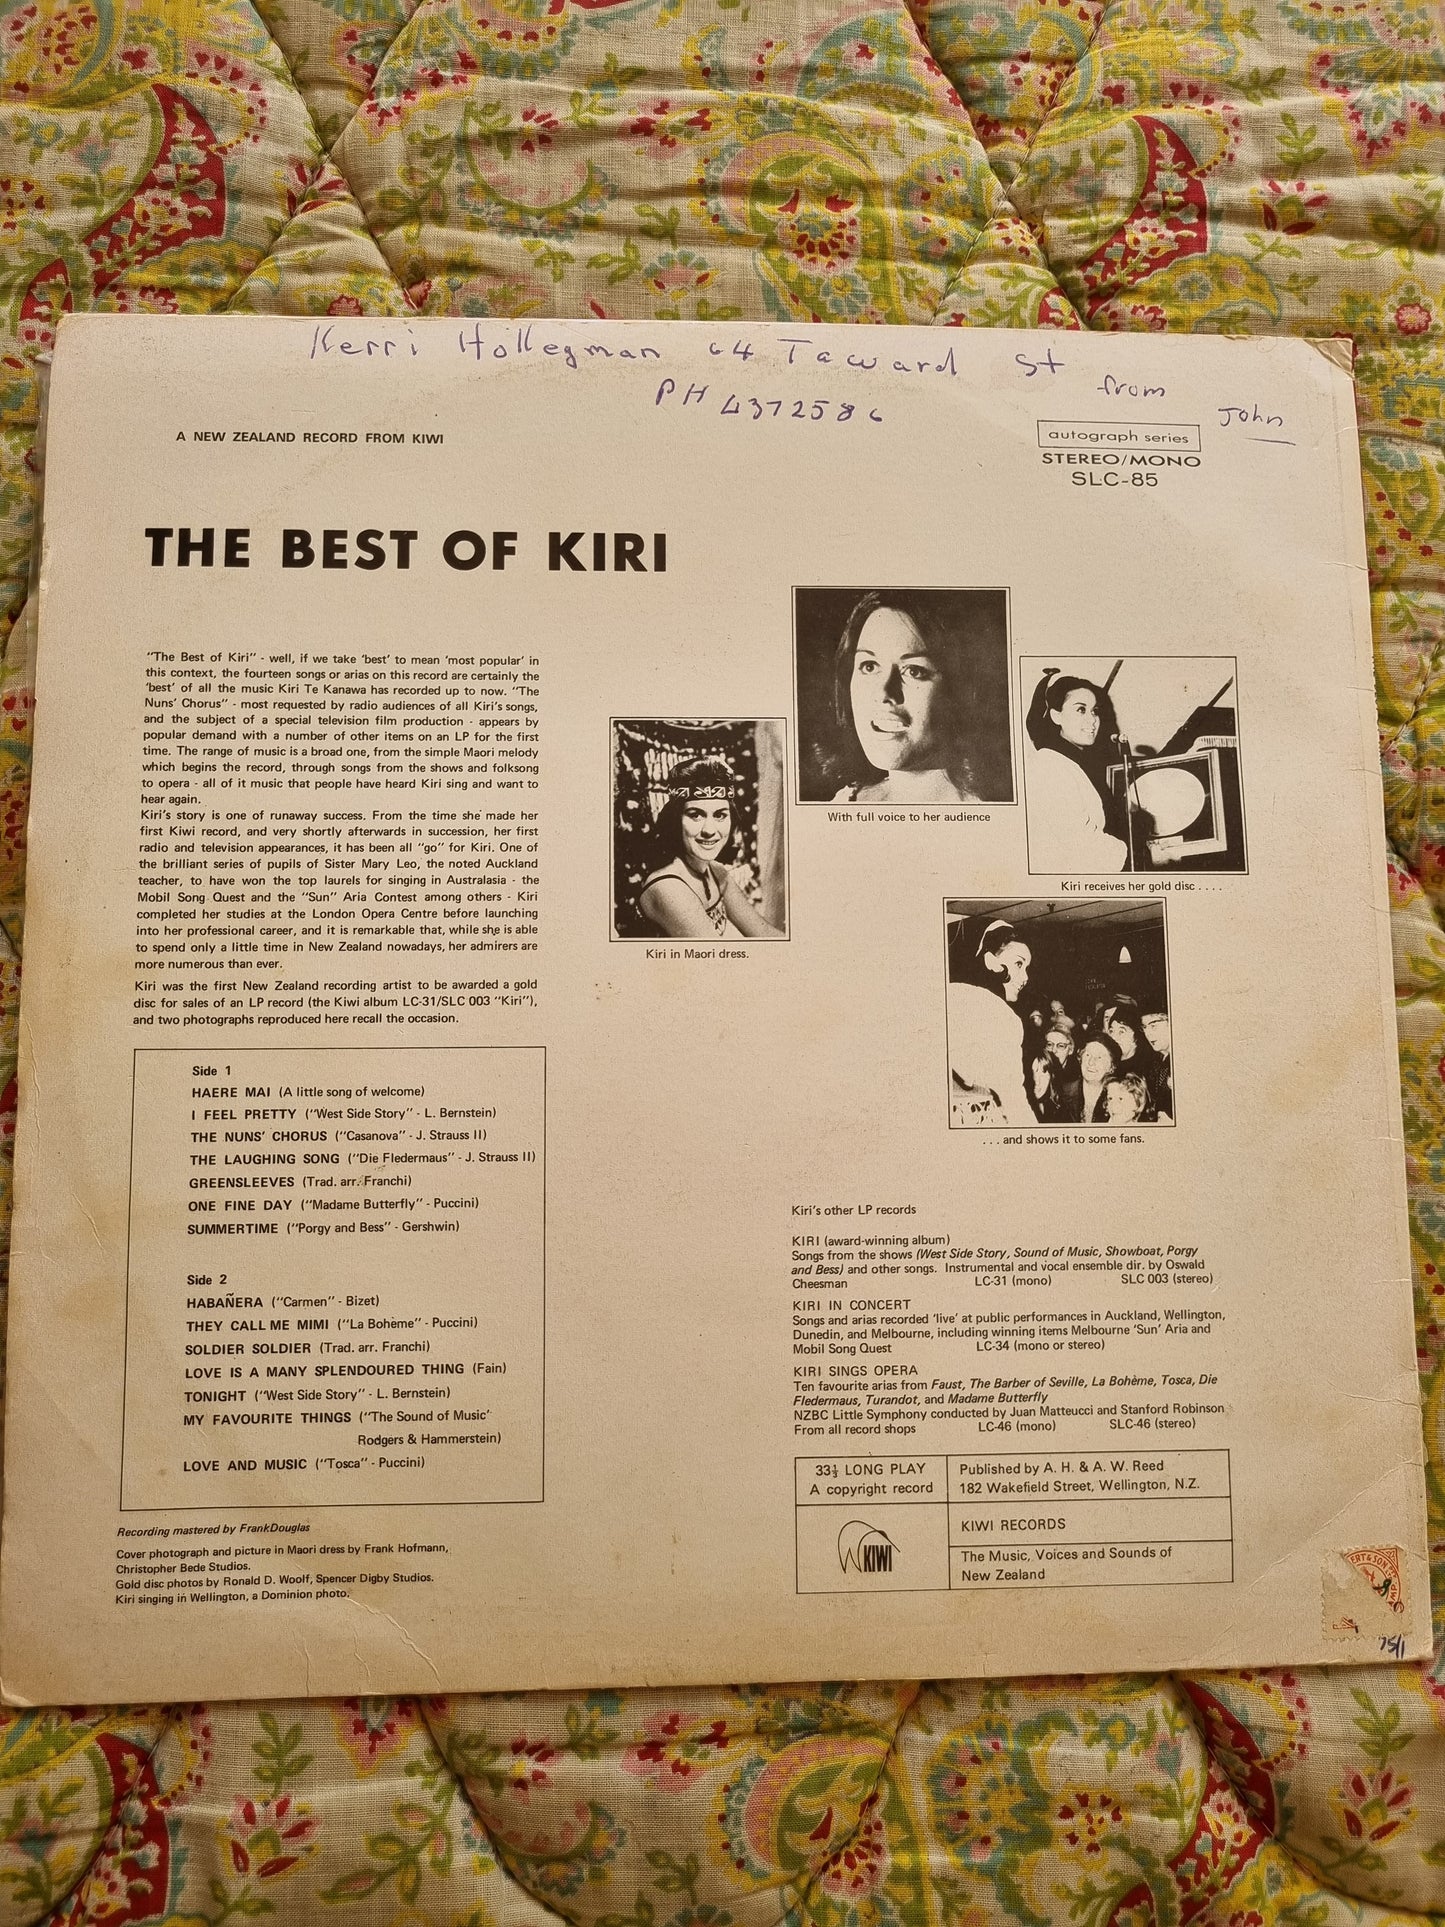 Kerri Hollegman 64 Taward St from John
PH 4372586
A NEW ZEALAND RECORD FROM KIWI
autograph series
STEREO/MONO
SLC-85
THE BEST OF KIRI
"The Best of Kiri" - well, if we take 'best' to mean 'most popular' in
this context, the fourteen songs or arias on this record are certainly the
'best' of all the music Kiri Te Kanawa has recorded up to now. "The
Nuns' Chorus" - most requested by radio audiences of all Kiri's songs,
and the subject of a special television film production - appears by
popular demand with a number of other items on an LP for the first
time. The range of music is a broad one, from the simple Maori melody
which begins the record, through songs from the shows and folksong
to opera - all of it music that people have heard Kiri sing and want to
hear again.
Kiri's story is one of runaway success. From the time she made her
first Kiwi record, and very shortly afterwards in succession, her first
radio and television appearances, it has been all "go" for Kiri. One of
the brilliant series of pupils of Sister Mary Leo, the noted Auckland
teacher, to have won the top laurels for singing in Australasia - the
Mobil Song Quest and the "Sun" Aria Contest among others - Kiri
completed her studies at the London Opera Centre before launching
into her professional career, and it is remarkable that, while she is able
to spend only a little time in New Zealand nowadays, her admirers are
more numerous than ever.
Kiri was the first New Zealand recording artist to be awarded a gold
disc for sales of an LP record (the Kiwi album LC-31/SLC 003 "Kiri"),
and two photographs reproduced here recall the occasion.
With full voice to her audience
Kiri receives her gold disc . . . .
Kiri in Maori dress.
. . . and shows it to some fans.
Side 1
HAERE MAI (A little song of welcome)
I FEEL PRETTY ("West Side Story" - L. Bernstein)
THE NUNS' CHORUS ("Casanova" - J. Strauss II)
THE LAUGHING SONG ("Die Fledermaus" - J. Strauss II)
GREENSLEEVES (Trad. arr. Franchi)
ONE FINE DAY ("Madame Butterfly" - Puccini)
SUMMERTIME ("Porgy and Bess" - Gershwin)
Side 2
HABAÑERA ("Carmen" - Bizet)
THEY CALL ME MIMI ("La Bohème" - Puccini)
SOLDIER SOLDIER (Trad. arr. Franchi)
LOVE IS A MANY SPLENDOURED THING (Fain)
TONIGHT ("West Side Story" - L. Bernstein)
MY FAVOURITE THINGS ("The Sound of Music'
Rodgers & Hammerstein)
LOVE AND MUSIC ("Tosca" - Puccini)
Recording mastered by FrankDouglas
Cover photograph and picture in Maori dress by Frank Hofmann,
Christopher Bede Studios.
Gold disc photos by Ronald D. Woolf, Spencer Digby Studios.
Kiri singing in Wellington, a Dominion photo.
Kiri's other LP records
KIRI (award-winning album)
Songs from the shows (West Side Story, Sound of Music, Showboat, Porgy
and Bess) and other songs. Instrumental and vocal ensemble dir. by Oswald
Cheesman LC-31 (mono) SLC 003 (stereo)
KIRI IN CONCERT
Songs and arias recorded 'live' at public performances in Auckland, Wellington,
Dunedin, and Melbourne, including winning items Melbourne 'Sun' Aria and
Mobil Song Quest LC-34 (mono or stereo)
KIRI SINGS OPERA
Ten favourite arias from Faust, The Barber of Seville, La Bohème, Tosca, Die
Fledermaus, Turandot, and Madame Butterfly
NZBC Little Symphony conducted by Juan Matteucci and Stanford Robinson
From all record shops LC-46 (mono) SLC-46 (stereo)
33⅓ LONG PLAY
A copyright record
Published by A. H. & A. W. Reed
182 Wakefield Street, Wellington, N.Z.
KIWI
KIWI RECORDS
The Music, Voices and Sounds of
New Zealand